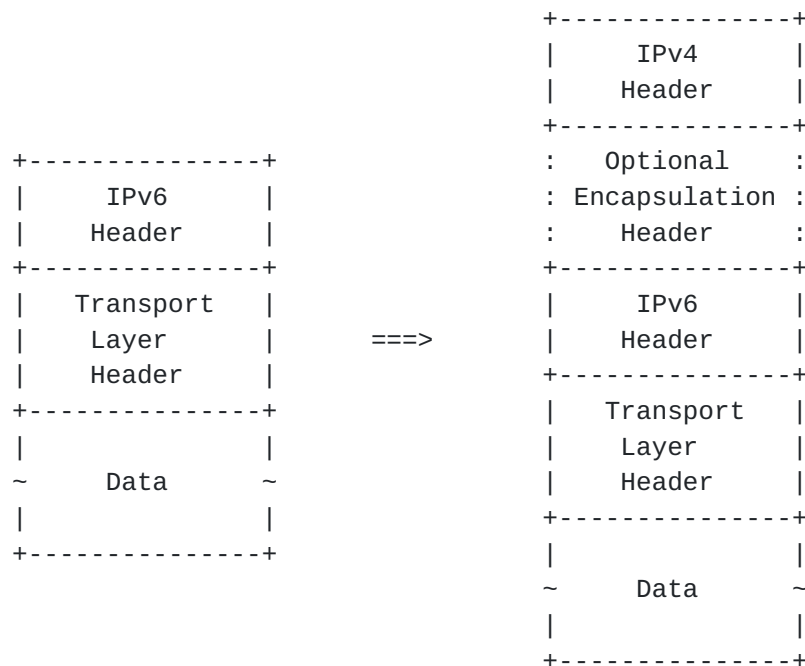 +---------------+
                                  |      IPv4     |
                                  |     Header    |
                                  +---------------+
+---------------+                 :    Optional   :
|      IPv6     |                 : Encapsulation :
|     Header    |                 :     Header    :
+---------------+                 +---------------+
|    Transport  |                 |      IPv6     |
|     Layer     |      ===>       |     Header    |
|     Header    |                 +---------------+
+---------------+                 |    Transport  |
|               |                 |     Layer     |
~      Data     ~                 |     Header    |
|               |                 +---------------+
+---------------+                 |               |
                                  ~      Data     ~
                                  |               |
                                  +---------------+